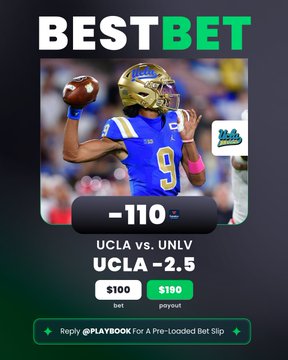 BESTBET
Ucla
9
Ucla
-110
UCLA vs. UNLV
UCLA -2.5
$100 $190
bet payout
Reply @PLAYBOOK For A Pre-Loaded Bet Slip